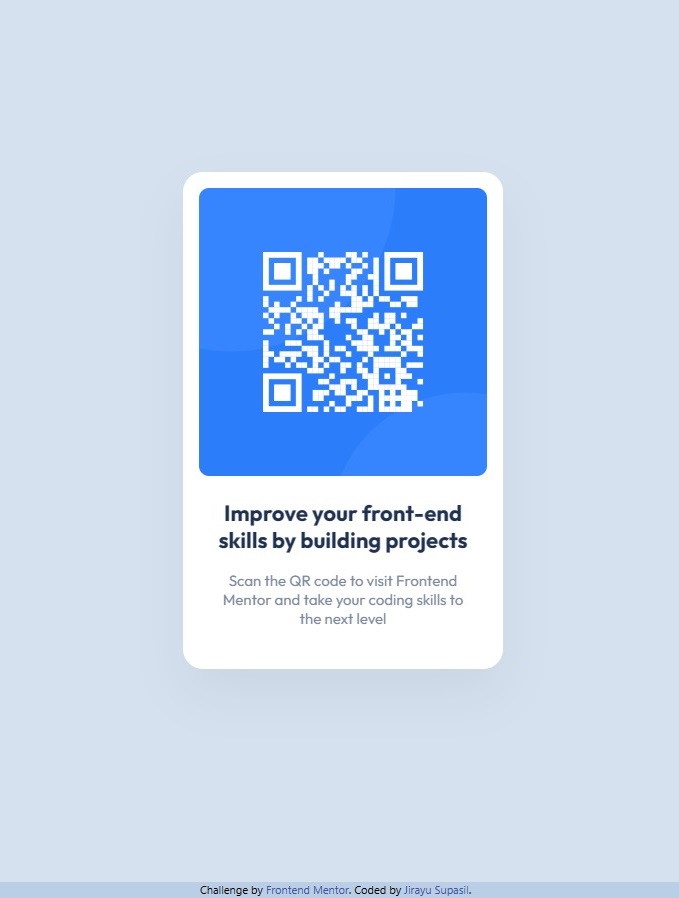 Improve your front-end
skills by building projects
Scan the QR code to visit Frontend
Mentor and take your coding skills to
the next level
Challenge by Frontend Mentor. Coded by Jirayu Supasil.